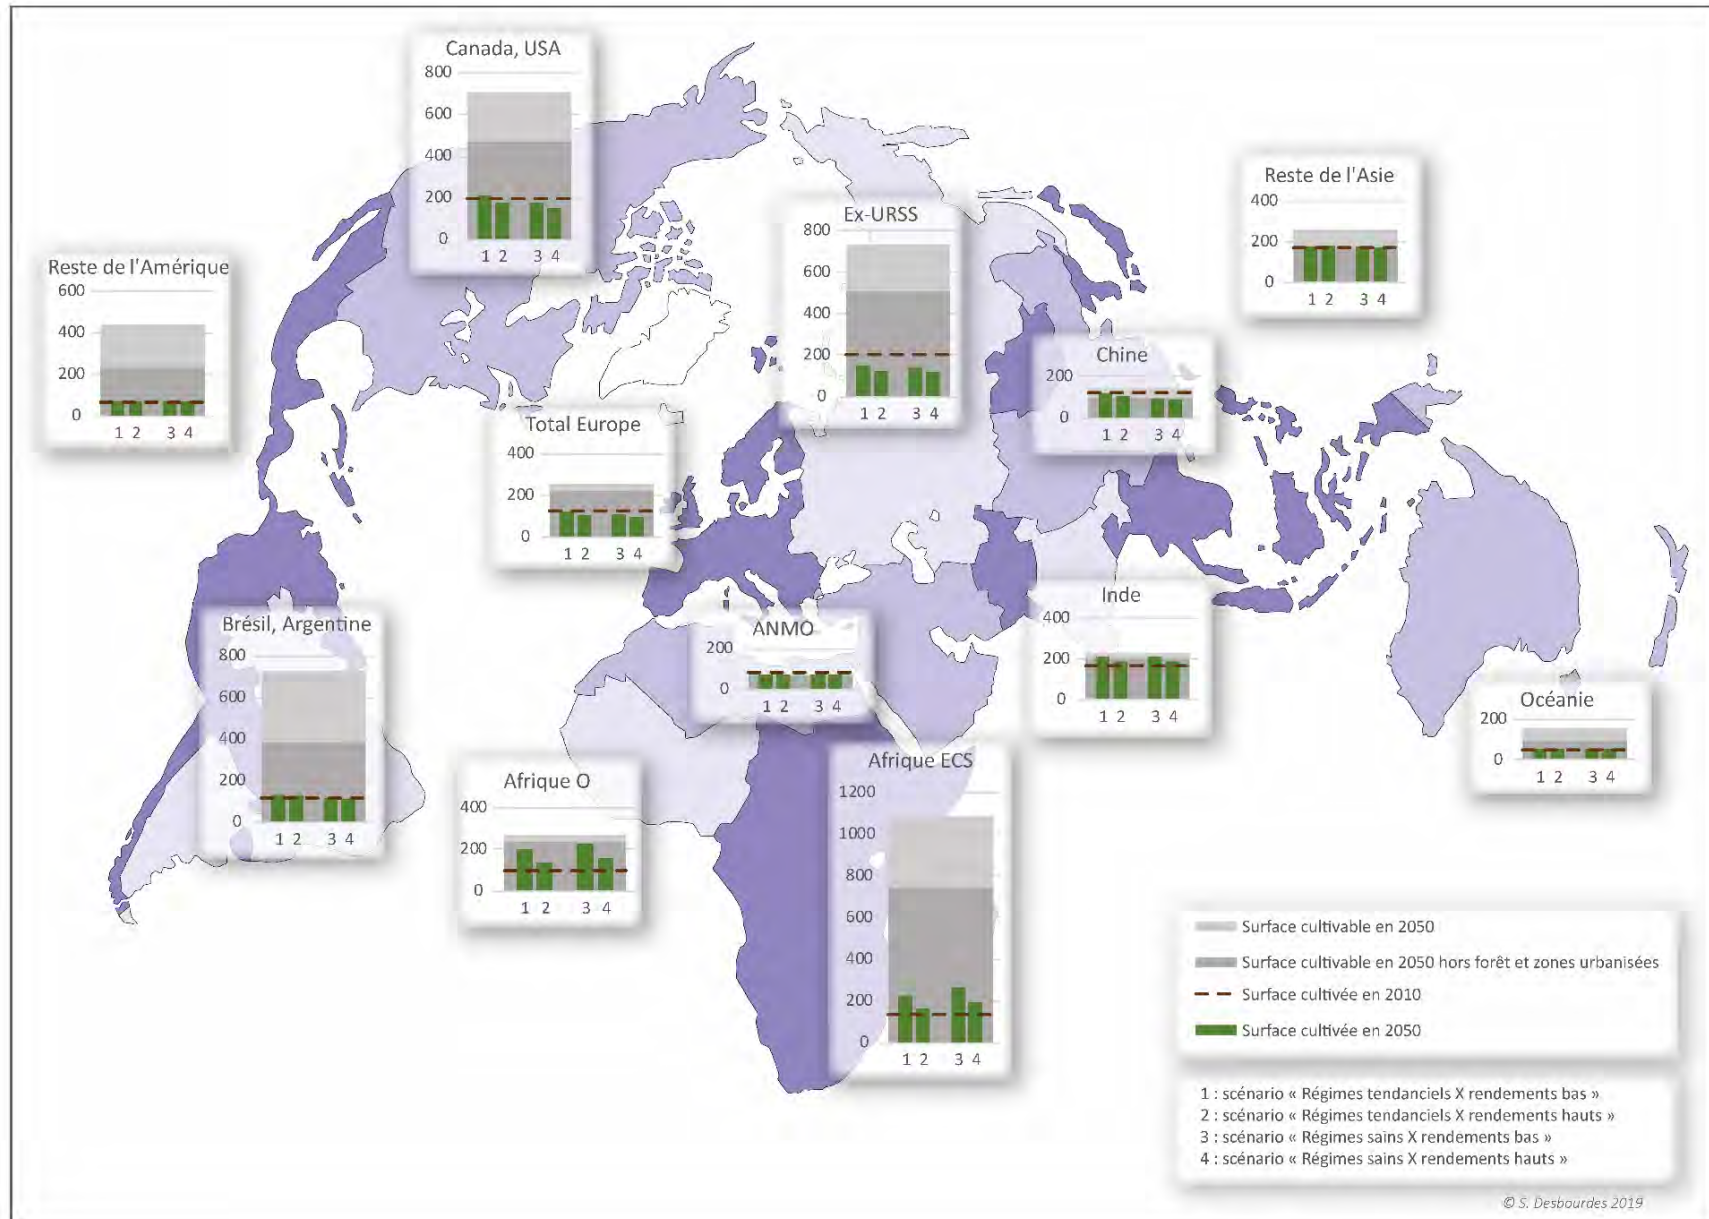 Canada, USA
800
600
400
200
0
1 2 3 4
Reste de l'Asie
400
200
0
1 2 3 4
Ex-URSS
800
600
400
200
0
1 2 3 4
Reste de l'Amérique
600
400
200
0
1 2 3 4
Chine
200
0
1 2 3 4
Total Europe
400
200
0
1 2 3 4
Inde
400
200
0
1 2 3 4
Brésil, Argentine
800
600
400
200
0
1 2 3 4
ANMO
200
0
1 2 3 4
Océanie
200
0
1 2 3 4
Afrique O
400
200
0
1 2 3 4
Afrique ECS
1200
1000
800
600
400
200
0
1 2 3 4
Surface cultivable en 2050
Surface cultivable en 2050 hors forêt et zones urbanisées
Surface cultivée en 2010
Surface cultivée en 2050
1 : scénario « Régimes tendanciels X rendements bas »
2 : scénario « Régimes tendanciels X rendements hauts »
3 : scénario « Régimes sains X rendements bas »
4 : scénario « Régimes sains X rendements hauts »
© S. Desbourdes 2019